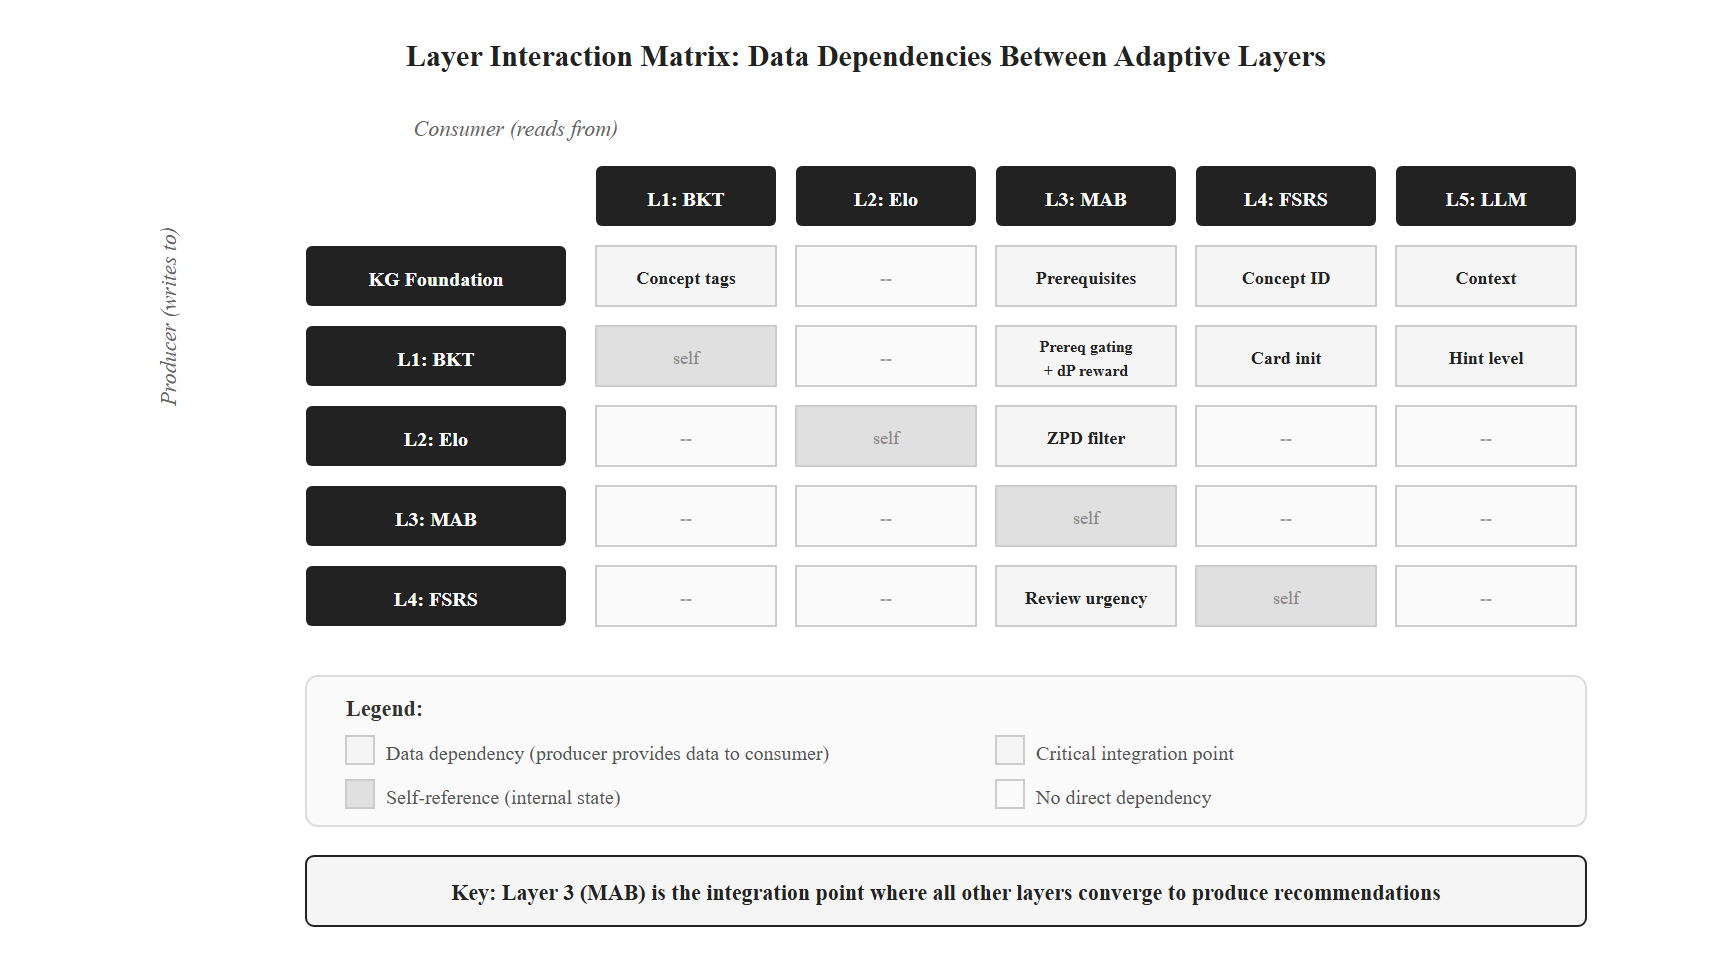 Layer Interaction Matrix: Data Dependencies Between Adaptive Layers
Consumer (reads from)
Producer (writes to)
L1: BKT
L2: Elo
L3: MAB
L4: FSRS
L5: LLM
KG Foundation
Concept tags
--
Prerequisites
Concept ID
Context
L1: BKT
self
--
Prereq gating
+ dP reward
Card init
Hint level
L2: Elo
--
self
ZPD filter
--
--
L3: MAB
--
--
self
--
--
L4: FSRS
--
--
Review urgency
self
--
Legend:
Data dependency (producer provides data to consumer)
Critical integration point
Self-reference (internal state)
No direct dependency
Key: Layer 3 (MAB) is the integration point where all other layers converge to produce recommendations